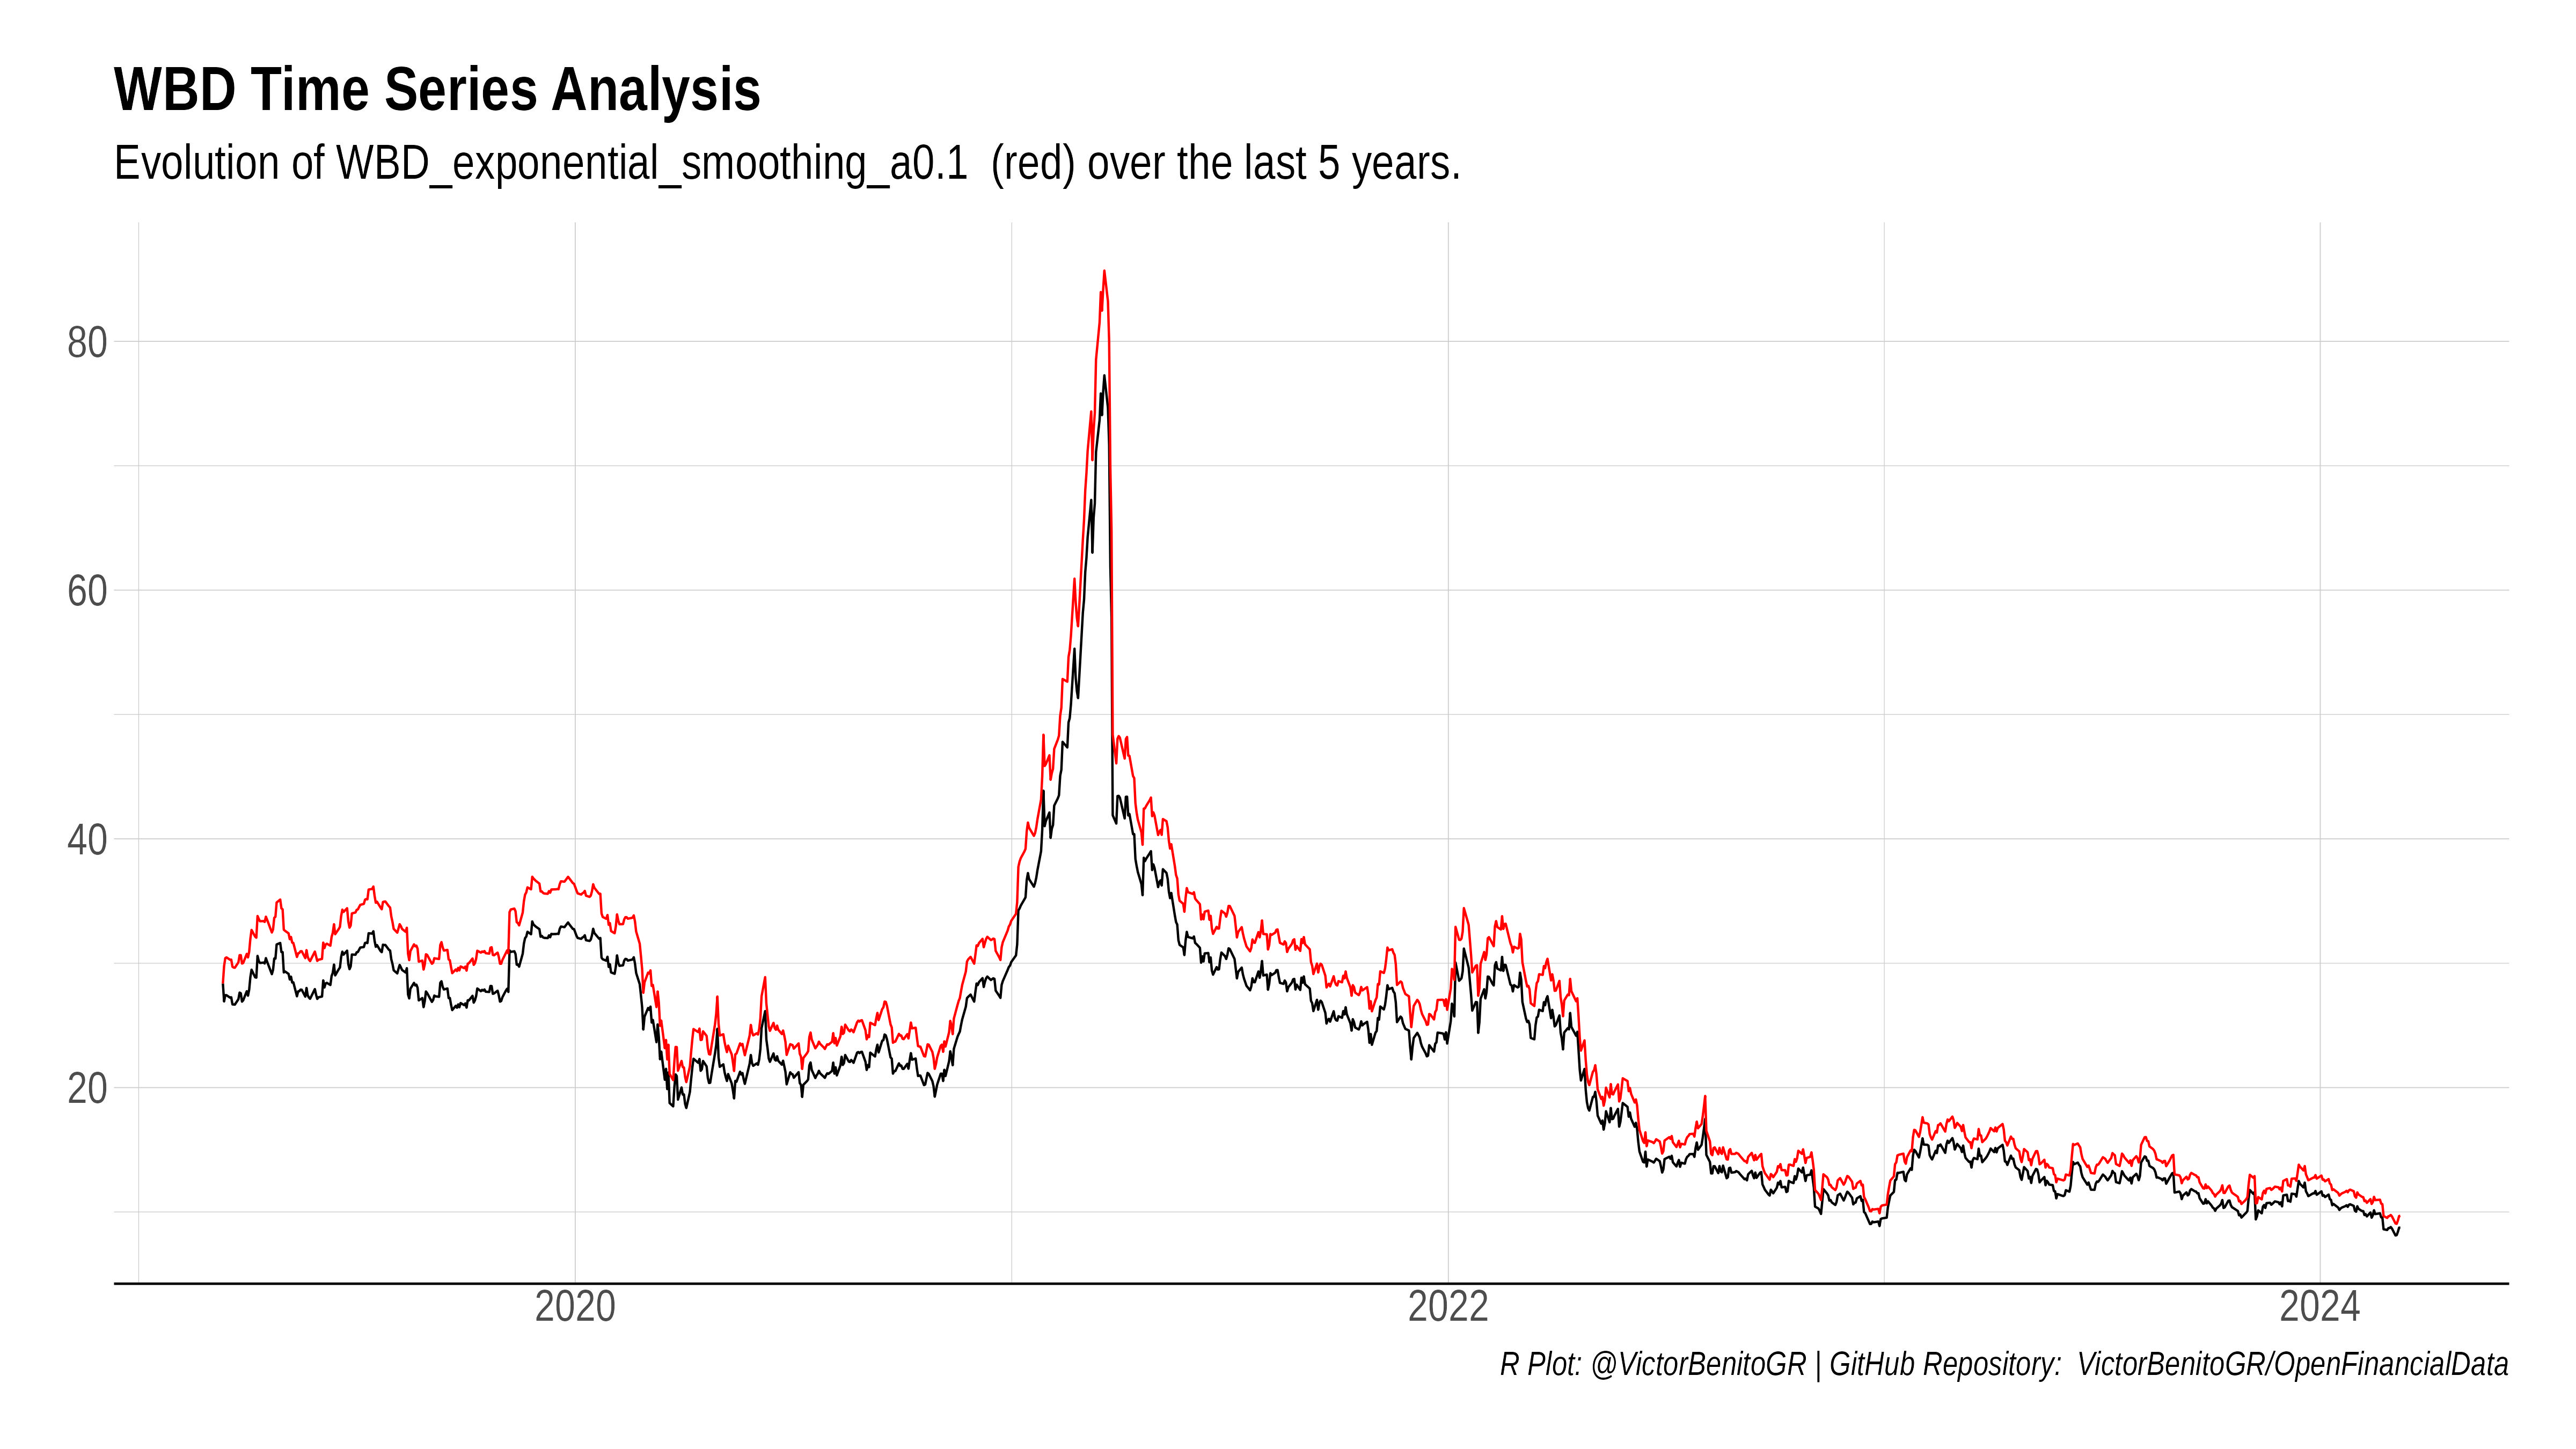 WBD Time Series Analysis
Evolution of WBD_exponential_smoothing_a0.1  (red) over the last 5 years.
80
60
40
20
2020 2022 2024
R Plot: @VictorBenitoGR | GitHub Repository:  VictorBenitoGR/OpenFinancialData